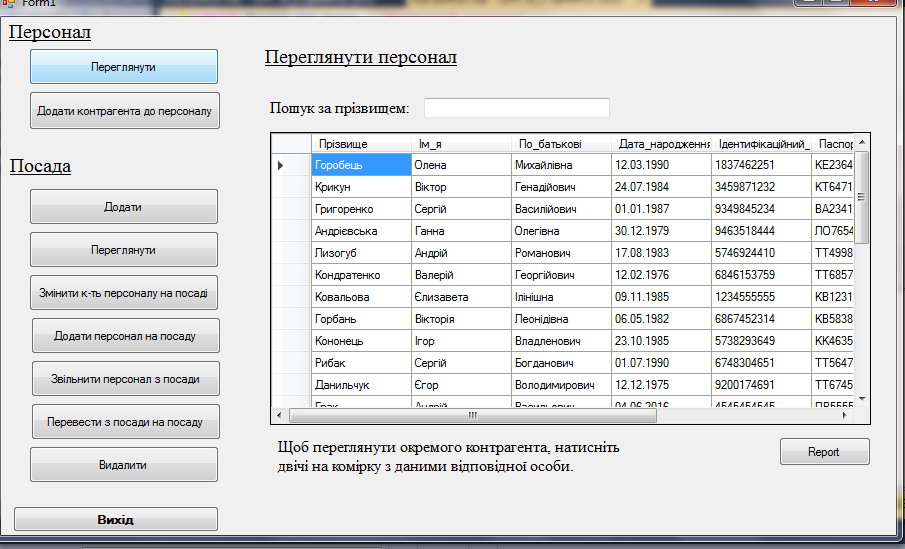 Form1
Персонал
Переглянути
Додати контрагента до персоналу
Посада
Додати
Переглянути
Змінити к-ть персоналу на посаді
Додати персонал на посаду
Звільнити персонал з посади
Перевести з посади на посаду
Видалити
Вихід
Переглянути персонал
Пошук за прізвищем:
Прізвище Ім_я По_батькові Дата_народження Ідентифікаційний_ Паспор
Горобець Олена Михайлівна 12.03.1990 1837462251 КЕ2364
Крикун Віктор Генадійович 24.07.1984 3459871232 КТ6471
Григоренко Сергій Василійович 01.01.1987 9349845234 ВА2341
Андрієвська Ганна Олегівна 30.12.1979 9463518444 ЛО7654
Лизогуб Андрій Романович 17.08.1983 5746924410 ТТ4998
Кондратенко Валерій Георгійович 12.02.1976 6846153759 ТТ6857
Ковальова Єлизавета Ілінішна 09.11.1985 1234555555 КВ1231
Горбань Вікторія Леонідівна 06.05.1982 6867452314 КВ5838
Кононець Ігор Владленович 23.10.1985 5738293649 КК4635
Рибак Сергій Богданович 01.07.1990 6748304651 ТТ5647
Данильчук Єгор Володимирович 12.12.1975 9200174691 ТТ6745
Грак Андрій Васильович 04.06.2016 4545454545 ПВ5555
Щоб переглянути окремого контрагента, натисніть
двічі на комірку з даними відповідної особи.
Report